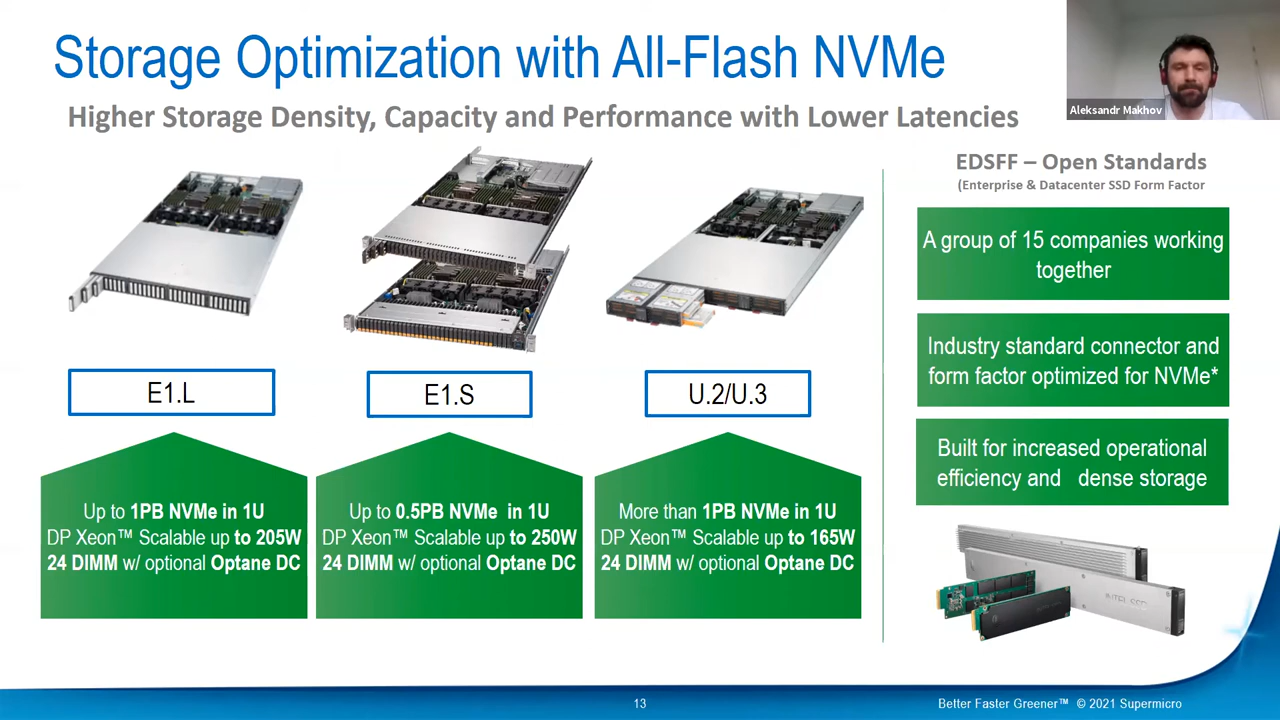 Storage Optimization with All-Flash NVMe
Higher Storage Density, Capacity and Performance with Lower Latencies
Aleksandr Makhov
E1.L
Up to 1PB NVMe in 1U
DP Xeon™ Scalable up to 205W
24 DIMM w/ optional Optane DC
E1.S
Up to 0.5PB NVMe in 1U
DP Xeon™ Scalable up to 250W
24 DIMM w/ optional Optane DC
U.2/U.3
More than 1PB NVMe in 1U
DP Xeon™ Scalable up to 165W
24 DIMM w/ optional Optane DC
EDSFF – Open Standards
(Enterprise & Datacenter SSD Form Factor
A group of 15 companies working
together
Industry standard connector and
form factor optimized for NVMe*
Built for increased operational
efficiency and dense storage
13
Better Faster Greener™ © 2021 Supermicro